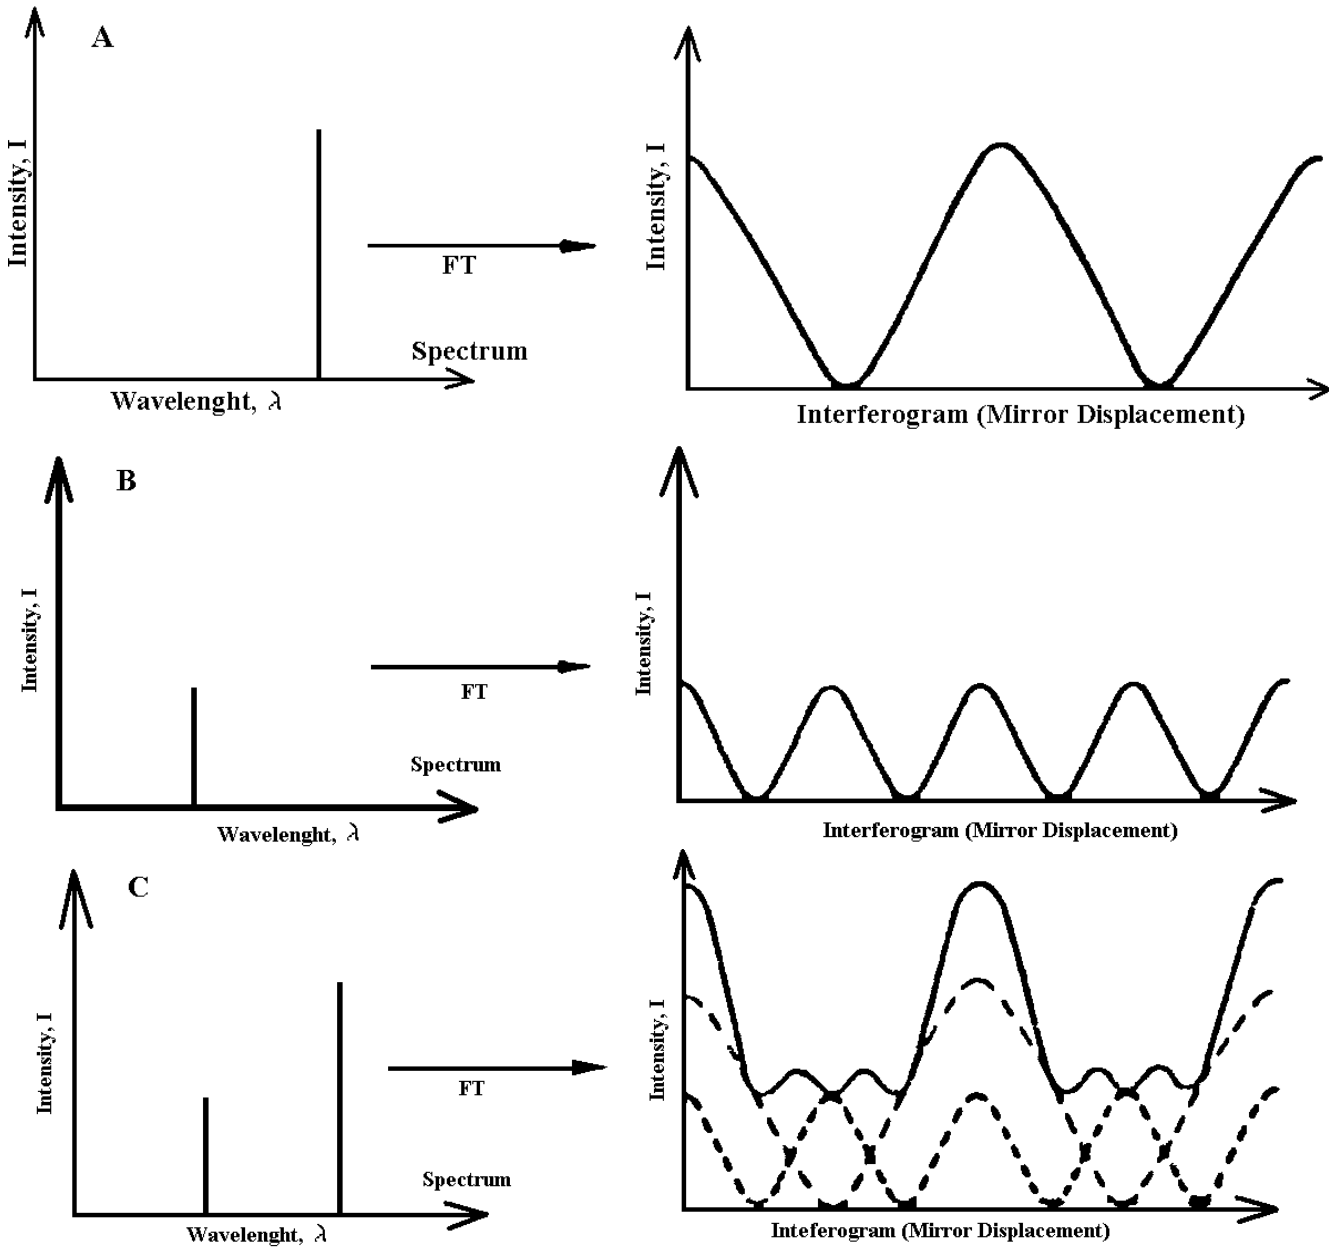 A
Intensity, I
FT
Spectrum
Wavelenght, λ
Intensity, I
Interferogram (Mirror Displacement)
B
Intensity, I
FT
Spectrum
Wavelenght, λ
Intensity, I
Interferogram (Mirror Displacement)
C
Intensity, I
FT
Spectrum
Wavelenght, λ
Intensity, I
Inteferogram (Mirror Displacement)